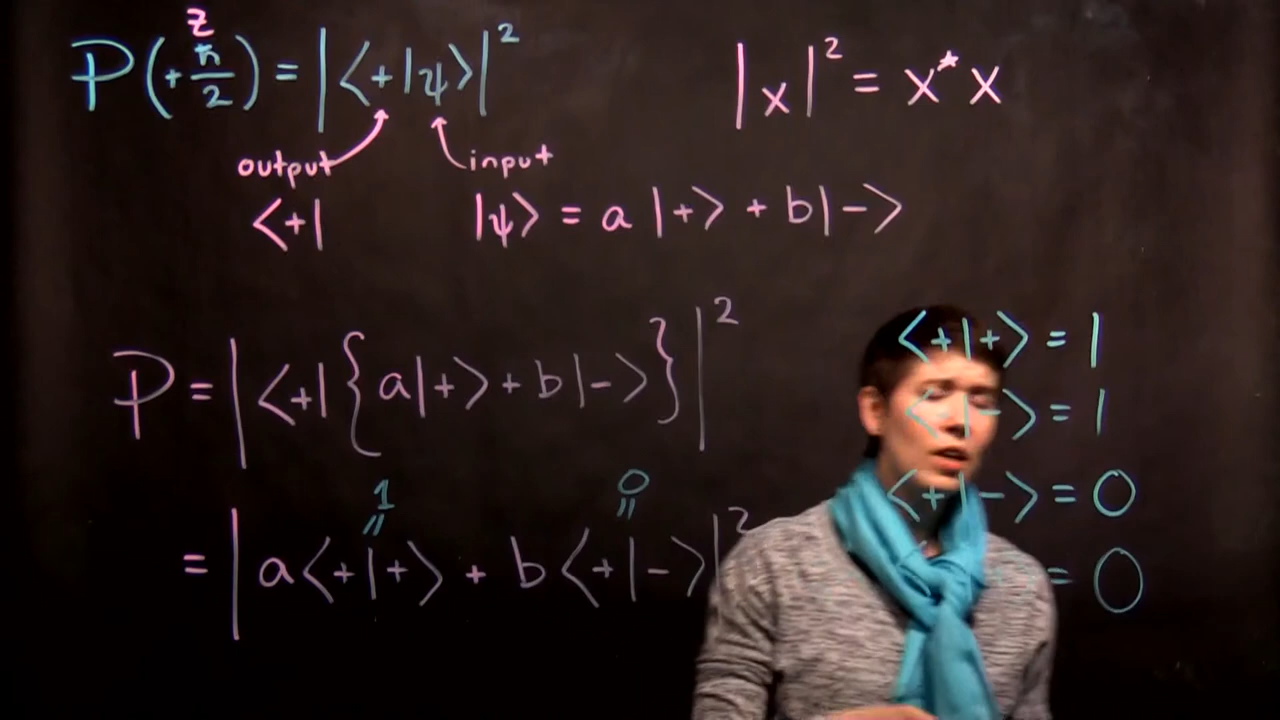 z
P(+ħ/2) = |⟨+|ψ⟩|² |x|² = x*x
output input
⟨+| |ψ⟩ = a|+⟩ + b|−⟩
⟨+|+⟩ = 1
P = |⟨+|{a|+⟩ + b|−⟩}|²
⟨−|−⟩ = 1
1 0
⟨+|−⟩ = 0
= |a⟨+|+⟩ + b⟨+|−⟩|²
= 0